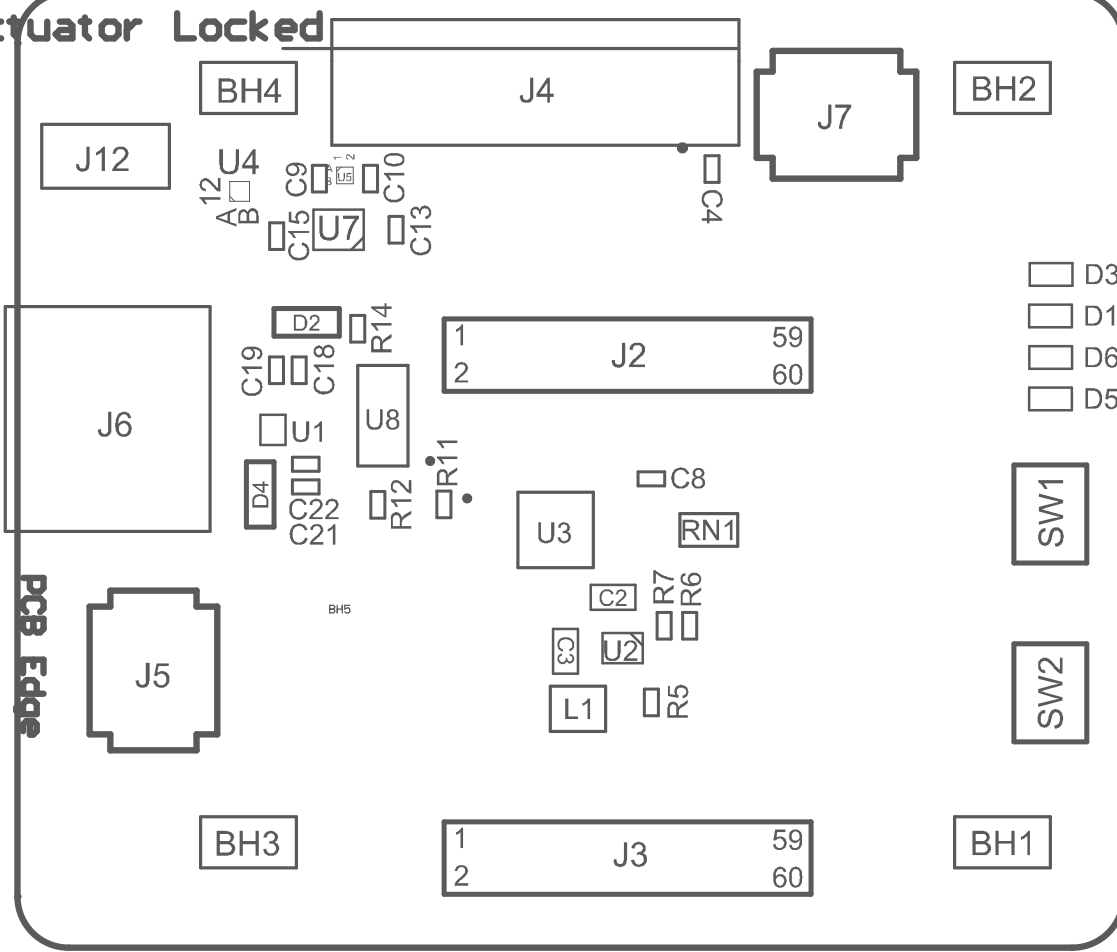 ctuator Locked
BH4
J4
J7
BH2
J12
U4
12
A
B
C9
1 2
A
B
U5
C10
C4
C15
U7
C13
D3
D1
D6
D5
D2
R14
1 59
J2
2 60
C19
C18
J6
U8
U1
R11
D4
C22
C21
R12
C8
U3
RN1
SW1
PCB Edge
BH5
C2
R7
R6
C3
U2
J5
L1
R5
SW2
BH3
1 59
J3
2 60
BH1